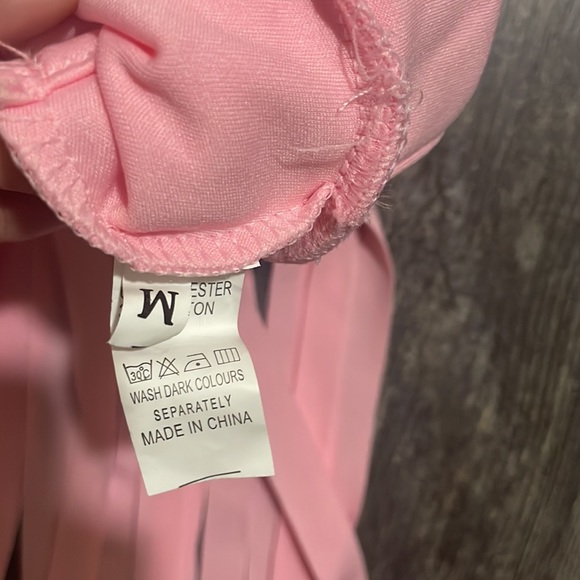 M
ESTER
ON
30°C
WASH DARK COLOURS
SEPARATELY
MADE IN CHINA